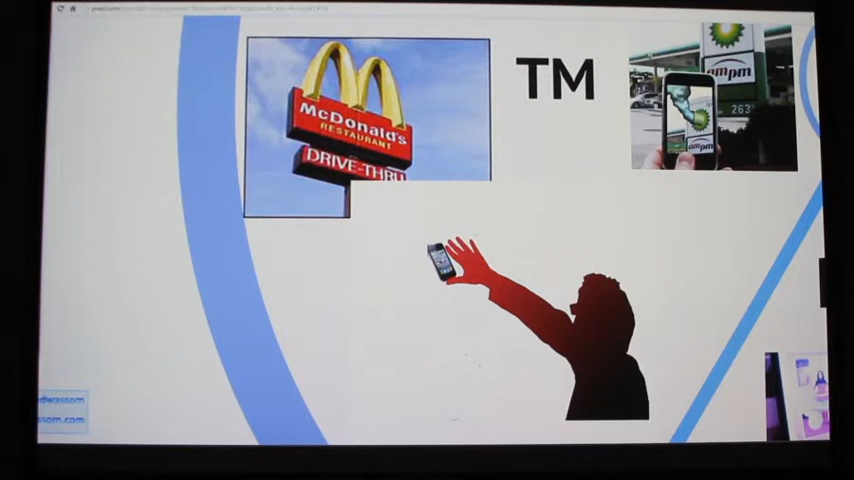 McDonald's
RESTAURANT
DRIVE-THRU
TM
ampm
263
ampm
dwassom
ssom.com